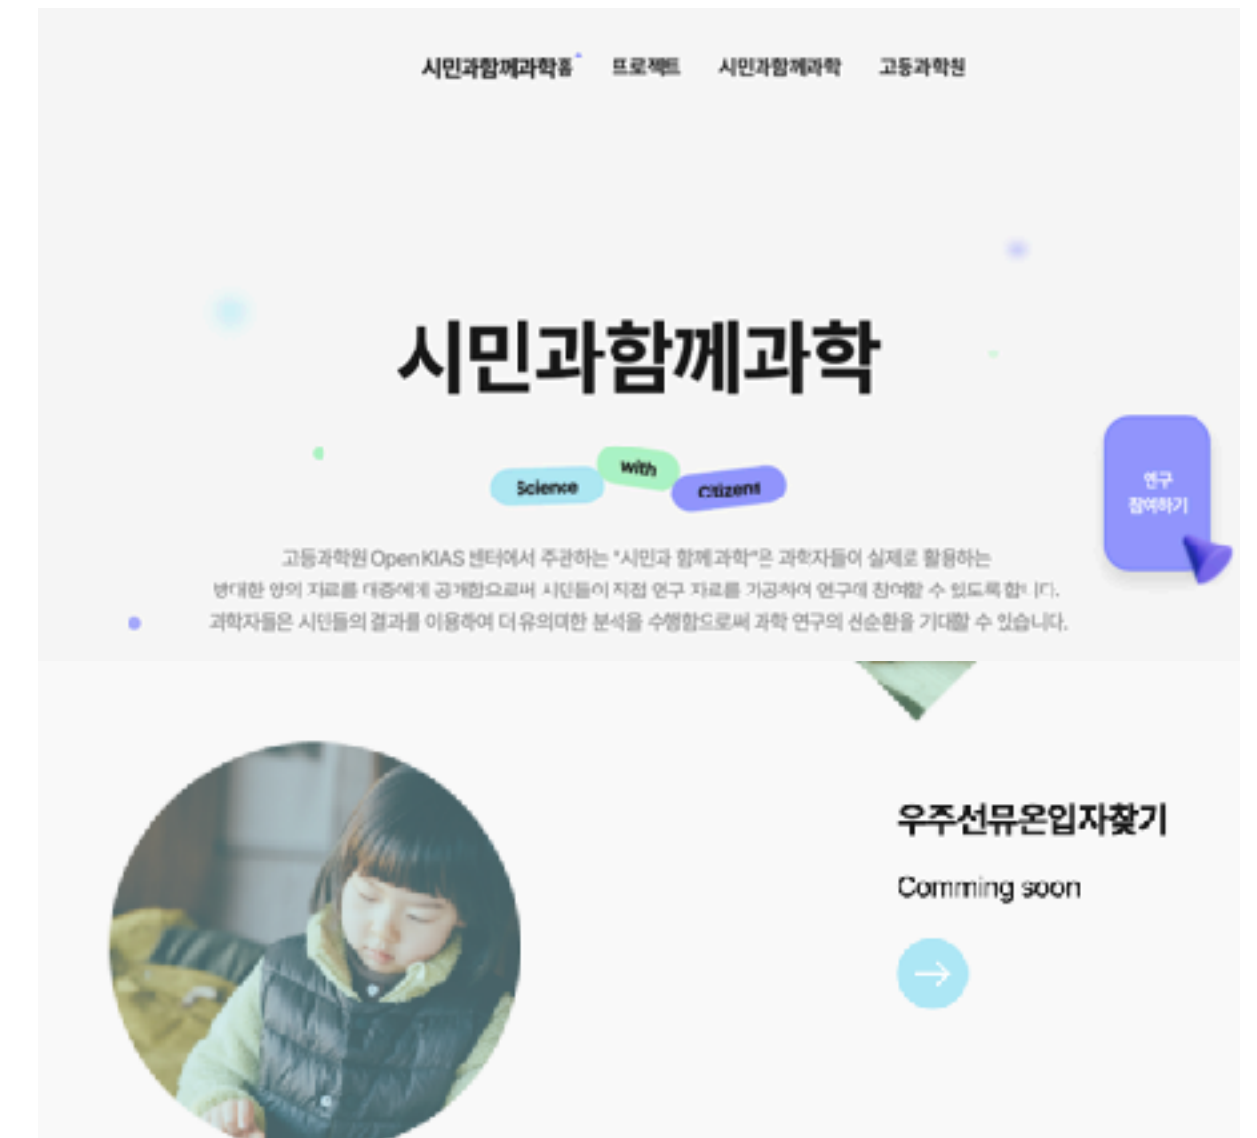 시민과함께과학홈 프로젝트 시민과함께과학 고등과학원
시민과함께과학
Science with Citizens
연구
참여하기
고등과학원 Open KIAS 센터에서 주관하는 "시민과 함께 과학"은 과학자들이 실제로 활용하는
방대한 양의 자료를 대중에게 공개함으로써 시민들이 직접 연구 자료를 가공하여 연구에 참여할 수 있도록 합니다.
과학자들은 시민들의 결과를 이용하여 더 유의미한 분석을 수행함으로써 과학 연구의 선순환을 기대할 수 있습니다.
우주선뮤온입자찾기
Comming soon